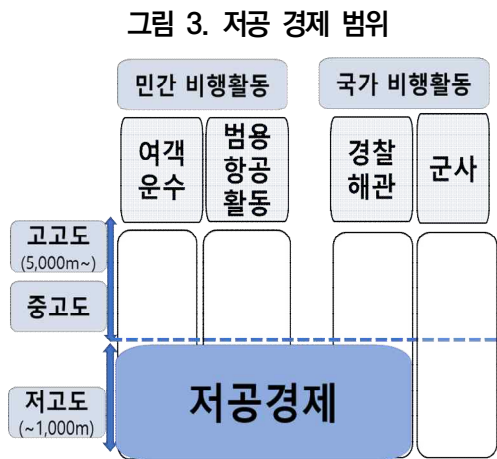 그림 3. 저공 경제 범위
민간 비행활동
국가 비행활동
여객
운수
범용
항공
활동
경찰
해관
군사
고고도
(5,000m~)
중고도
저고도
(~1,000m)
저공경제